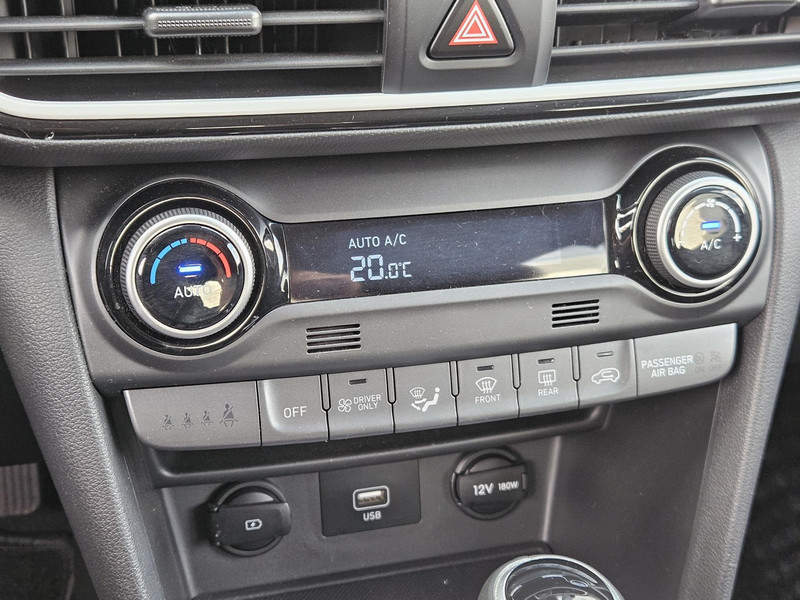 AUTO A/C
20.0°C
AUTO
A/C
OFF
DRIVER
ONLY
FRONT
REAR
PASSENGER
AIR BAG
USB
12V 180W